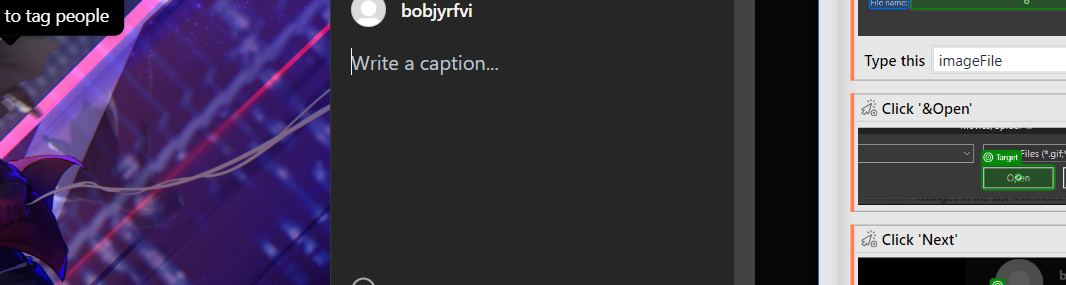 to tag people
bobjyrfvi
Write a caption...
File name:
Type this imageFile
Click '&Open'
Target
Files (*.gif;*
Open
Click 'Next'